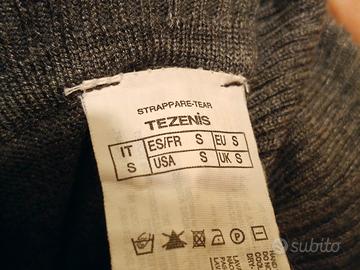 STRAPPARE-TEAR
TEZENIS
IT S
ES/FR S EU S
USA S UK S
subito